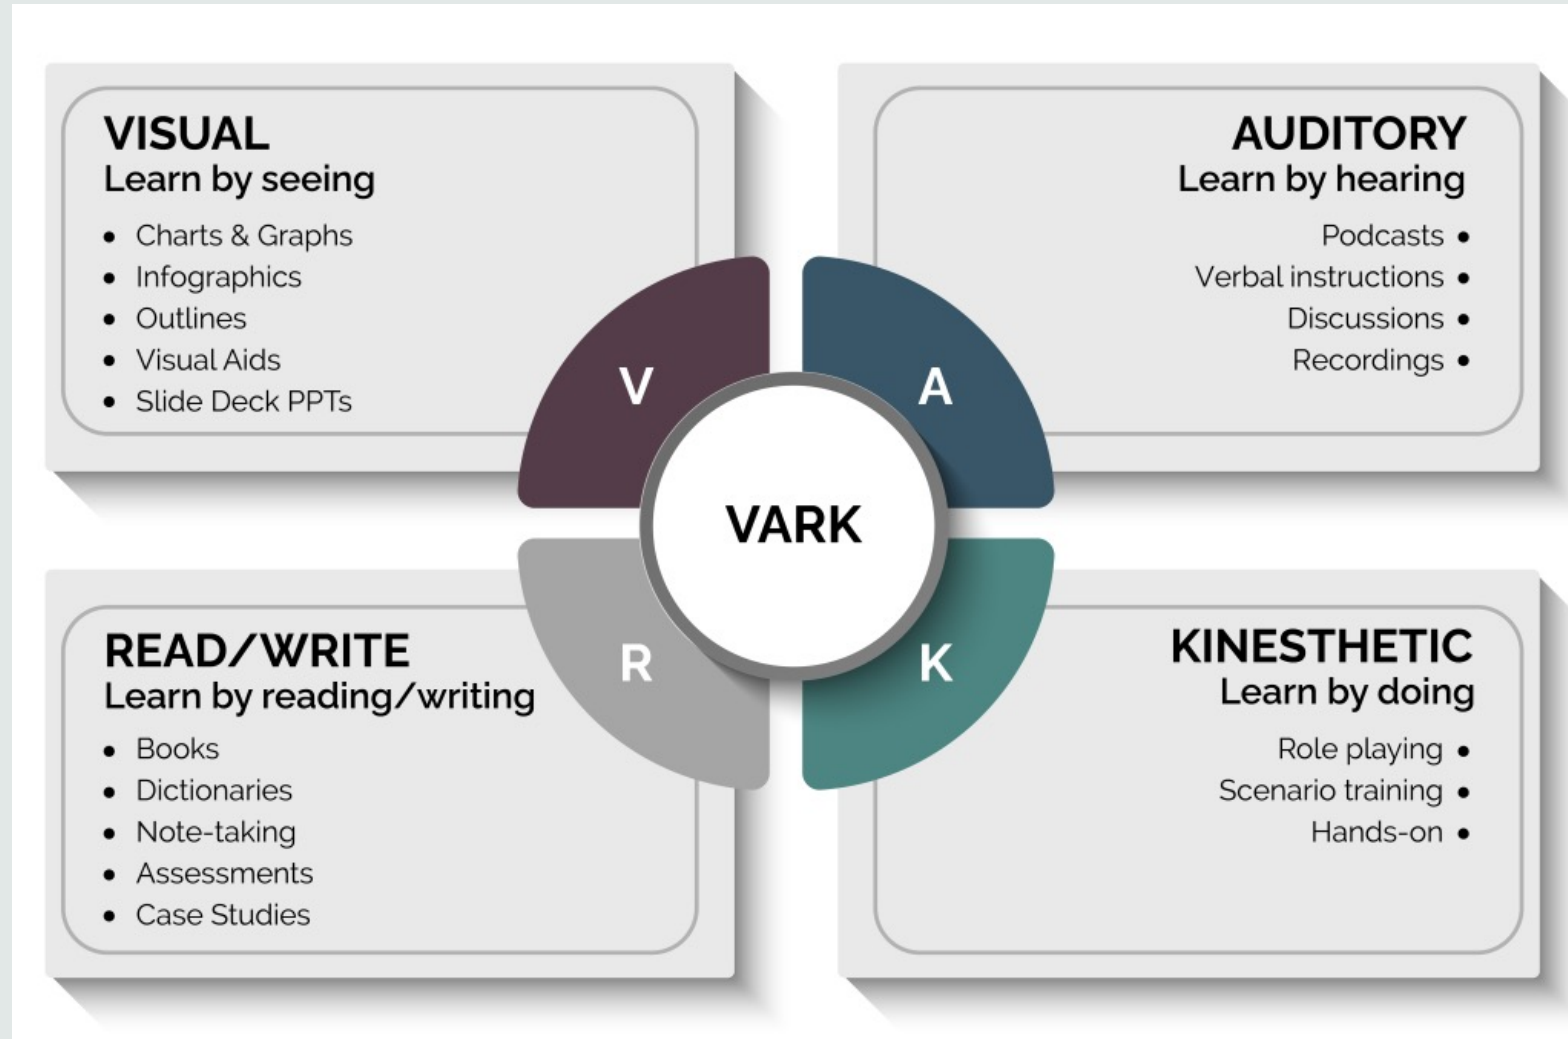 VISUAL
Learn by seeing
• Charts & Graphs
• Infographics
• Outlines
• Visual Aids
• Slide Deck PPTs
AUDITORY
Learn by hearing
Podcasts •
Verbal instructions •
Discussions •
Recordings •
V
A
VARK
R
K
READ/WRITE
Learn by reading/writing
• Books
• Dictionaries
• Note-taking
• Assessments
• Case Studies
KINESTHETIC
Learn by doing
Role playing •
Scenario training •
Hands-on •